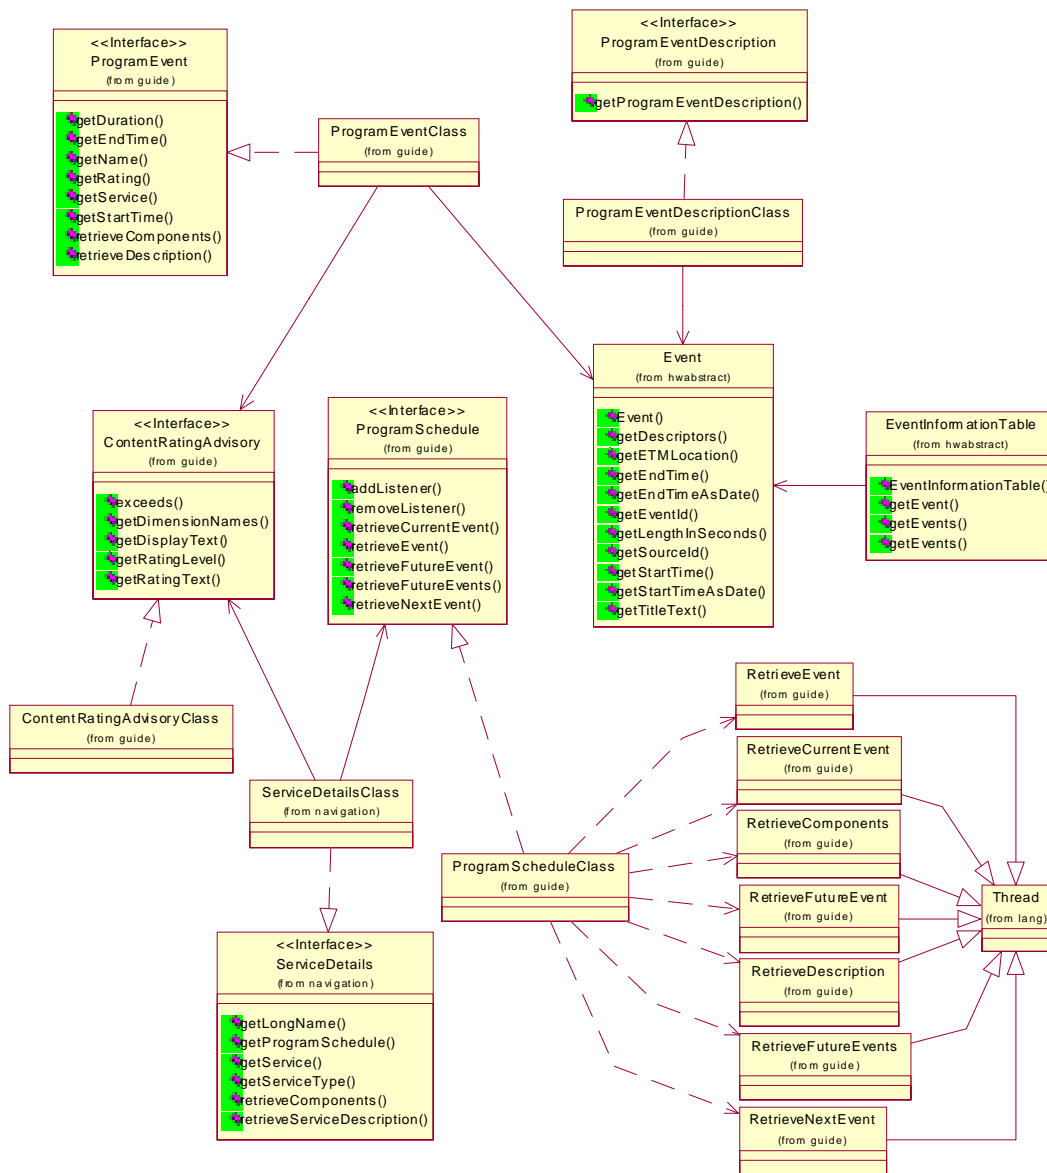 <<Interface>>
ProgramEvent
(from guide)
getDuration()
getEndTime()
getName()
getRating()
getService()
getStartTime()
retrieveComponents()
retrieveDescription()
ProgramEventClass
(from guide)
<<Interface>>
ProgramEventDescription
(from guide)
getProgramEventDescription()
ProgramEventDescriptionClass
(from guide)
Event
(from hwabstract)
Event()
getDescriptors()
getETMLocation()
getEndTime()
getEndTimeAsDate()
getEventId()
getLengthInSeconds()
getSourceId()
getStartTime()
getStartTimeAsDate()
getTitleText()
EventInformationTable
(from hwabstract)
EventInformationTable()
getEvent()
getEvents()
getEvents()
<<Interface>>
ContentRatingAdvisory
(from guide)
exceeds()
getDimensionNames()
getDisplayText()
getRatingLevel()
getRatingText()
<<Interface>>
ProgramSchedule
(from guide)
addListener()
removeListener()
retrieveCurrentEvent()
retrieveEvent()
retrieveFutureEvent()
retrieveFutureEvents()
retrieveNextEvent()
ContentRatingAdvisoryClass
(from guide)
ServiceDetailsClass
(from navigation)
ProgramScheduleClass
(from guide)
<<Interface>>
ServiceDetails
(from navigation)
getLongName()
getProgramSchedule()
getService()
getServiceType()
retrieveComponents()
retrieveServiceDescription()
RetrieveEvent
(from guide)
RetrieveCurrentEvent
(from guide)
RetrieveComponents
(from guide)
RetrieveFutureEvent
(from guide)
RetrieveDescription
(from guide)
RetrieveFutureEvents
(from guide)
RetrieveNextEvent
(from guide)
Thread
(from lang)